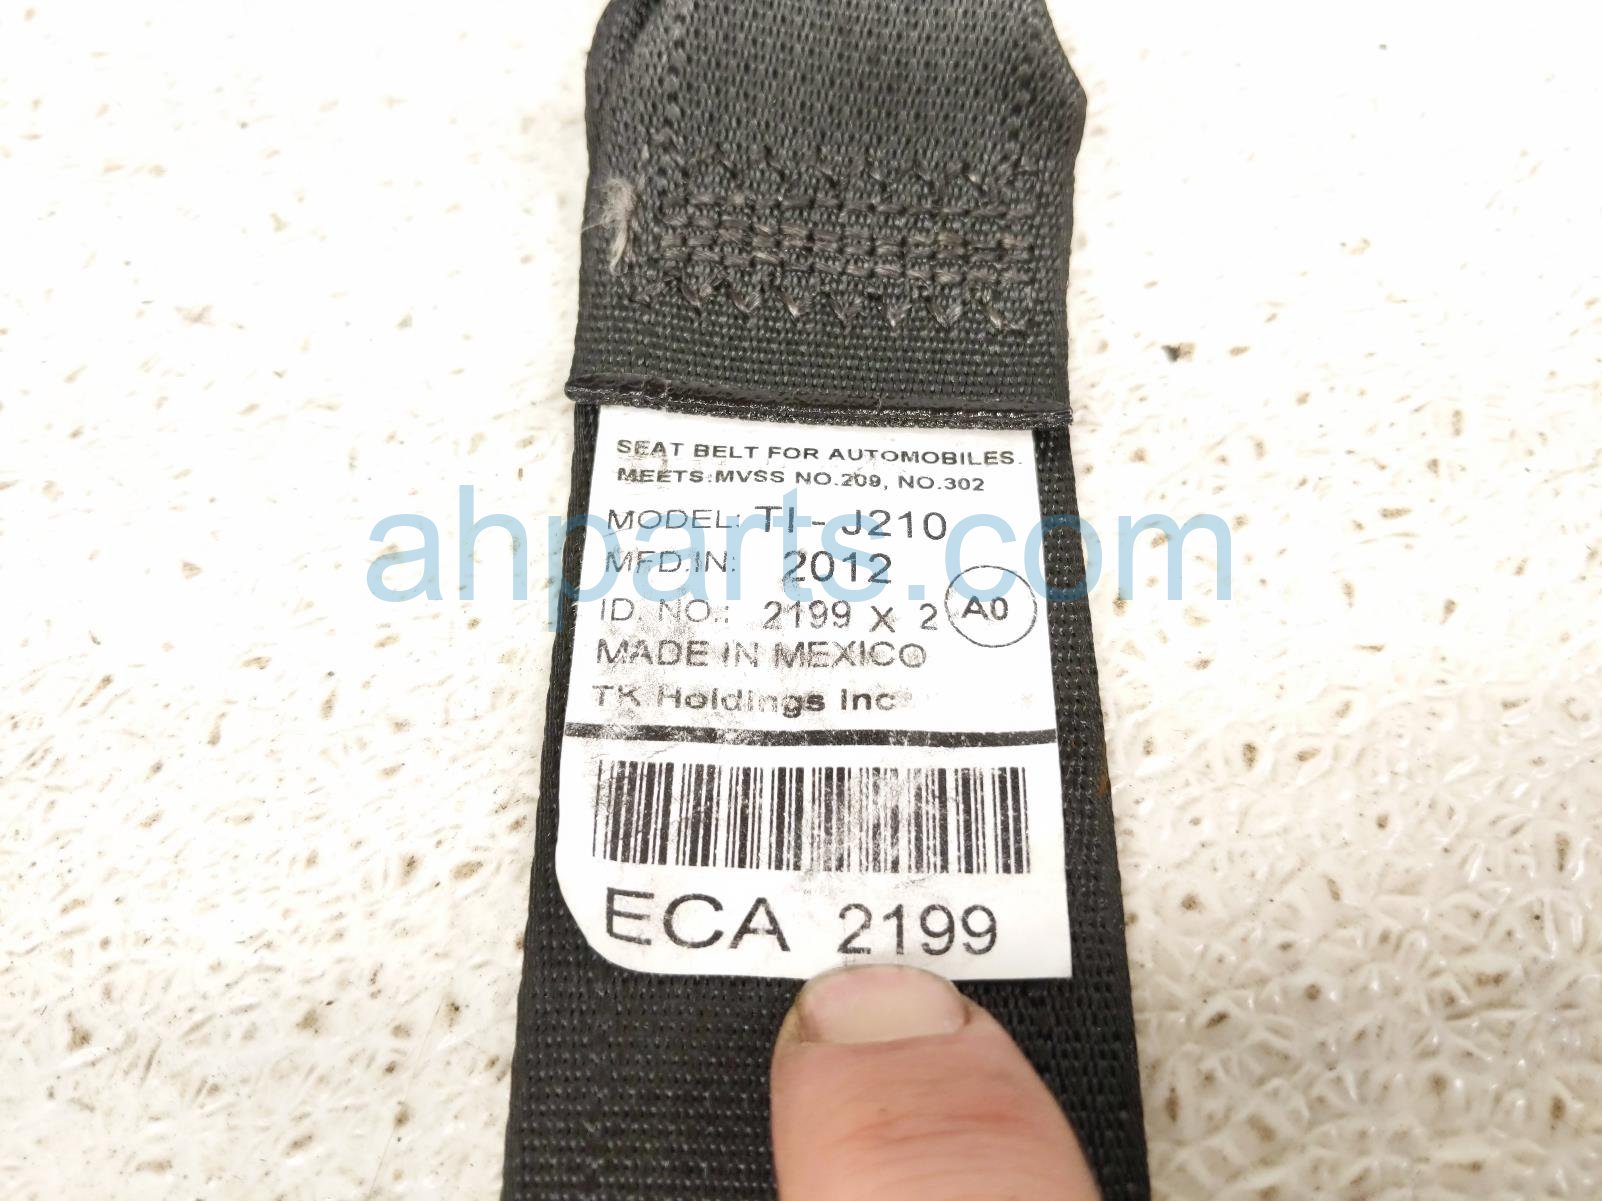 SEAT BELT FOR AUTOMOBILES.
MEETS:MVSS NO.209, NO.302
MODEL: TI - J210
MFD.IN: 2012
ID. NO.: 2199 X 2 A0
MADE IN MEXICO
TK Holdings Inc
ECA 2199
ahparts.com